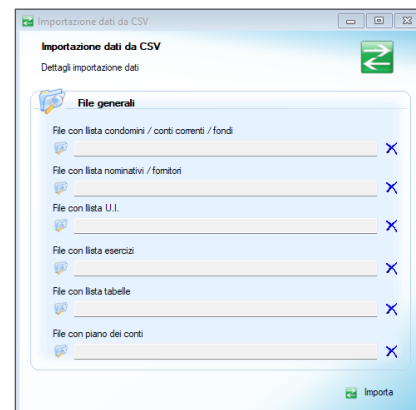 Importazione dati da CSV
Importazione dati da CSV
Dettagli importazione dati
File generali
File con lista condomini / conti correnti / fondi
File con lista nominativi / fornitori
File con lista U.I.
File con lista esercizi
File con lista tabelle
File con piano dei conti
Importa